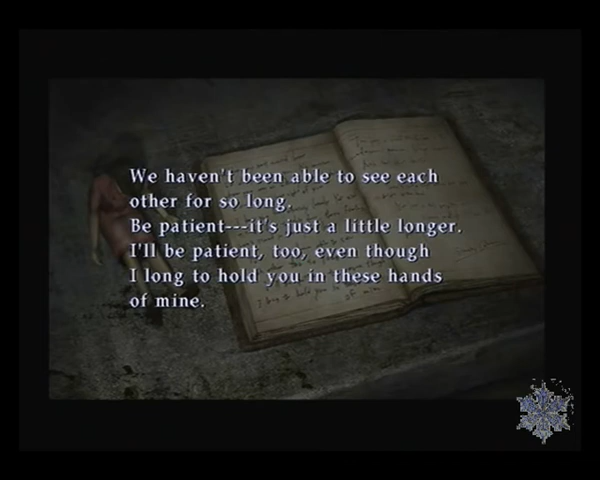 We haven't been able to see each
other for so long.
Be patient---it's just a little longer.
I'll be patient, too, even though
I long to hold you in these hands
of mine.